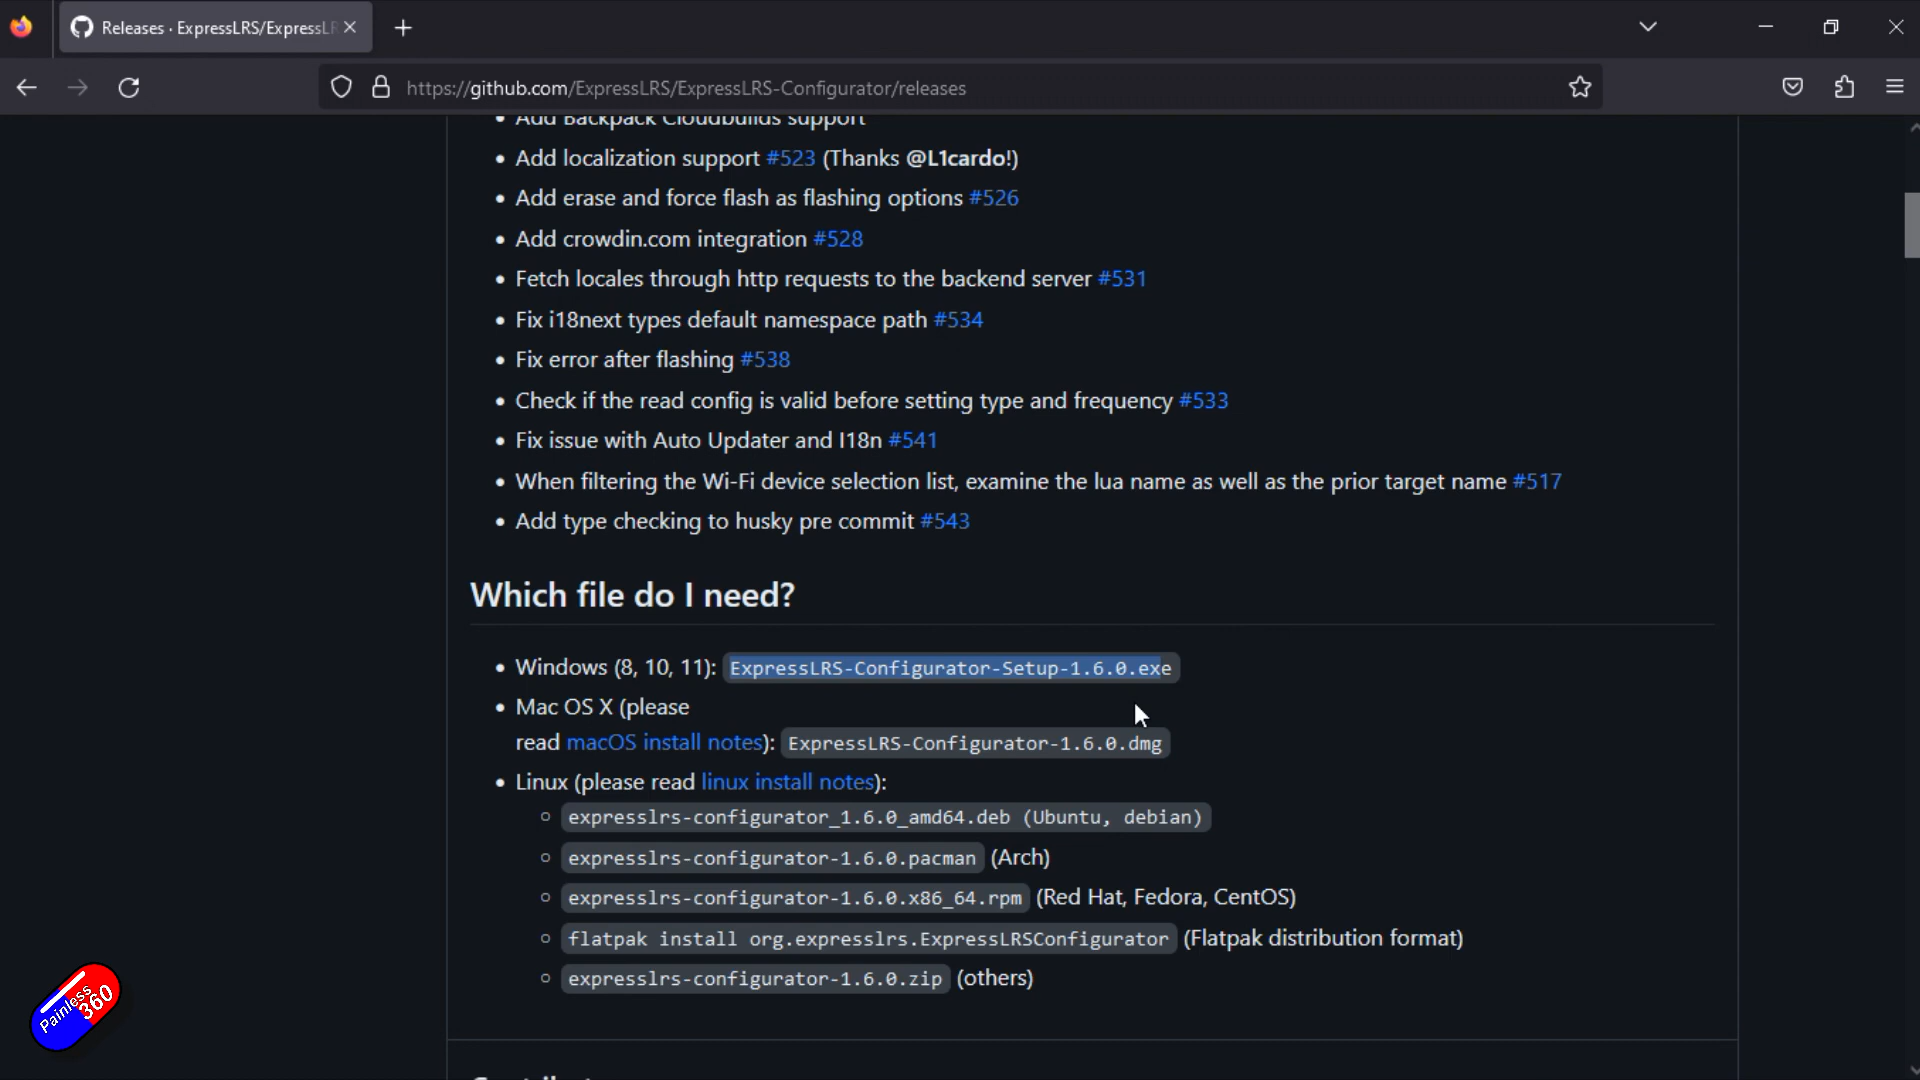 Releases · ExpressLRS/ExpressLR
https://github.com/ExpressLRS/ExpressLRS-Configurator/releases
• Add Backpack Cloudbuilds support
• Add localization support #523 (Thanks @L1cardo!)
• Add erase and force flash as flashing options #526
• Add crowdin.com integration #528
• Fetch locales through http requests to the backend server #531
• Fix i18next types default namespace path #534
• Fix error after flashing #538
• Check if the read config is valid before setting type and frequency #533
• Fix issue with Auto Updater and I18n #541
• When filtering the Wi-Fi device selection list, examine the lua name as well as the prior target name #517
• Add type checking to husky pre commit #543
Which file do I need?
• Windows (8, 10, 11): ExpressLRS-Configurator-Setup-1.6.0.exe
• Mac OS X (please
read macOS install notes): ExpressLRS-Configurator-1.6.0.dmg
• Linux (please read linux install notes):
○ expresslrs-configurator_1.6.0_amd64.deb (Ubuntu, debian)
○ expresslrs-configurator-1.6.0.pacman (Arch)
○ expresslrs-configurator-1.6.0.x86_64.rpm (Red Hat, Fedora, CentOS)
○ flatpak install org.expresslrs.ExpressLRSConfigurator (Flatpak distribution format)
○ expresslrs-configurator-1.6.0.zip (others)
Painless
360